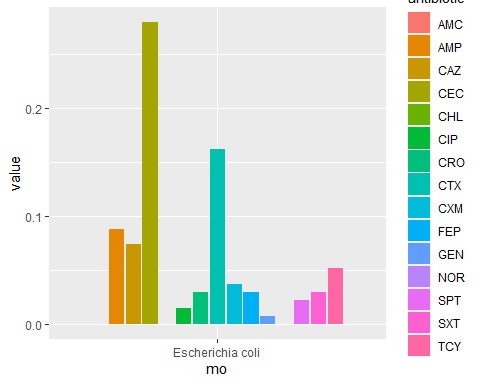 antibiotic
AMC
AMP
CAZ
CEC
CHL
CIP
CRO
CTX
CXM
FEP
GEN
NOR
SPT
SXT
TCY
value
0.2
0.1
0.0
Escherichia coli
mo